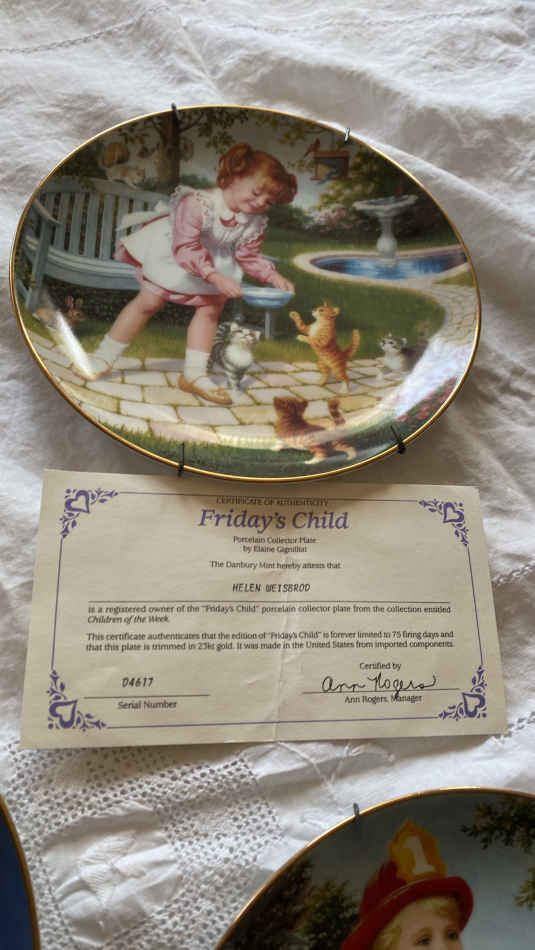 CERTIFICATE OF AUTHENTICITY
Friday's Child
Porcelain Collector Plate
by Elaine Gignilliat
The Danbury Mint hereby attests that
HELEN WEISBROD
is a registered owner of the "Friday's Child" porcelain collector plate from the collection entitled
Children of the Week.
This certificate authenticates that the edition of "Friday's Child" is forever limited to 75 firing days and
that this plate is trimmed in 23kt gold. It was made in the United States from imported components.
Certified by
04617
Ann Rogers
Serial Number
Ann Rogers, Manager
1